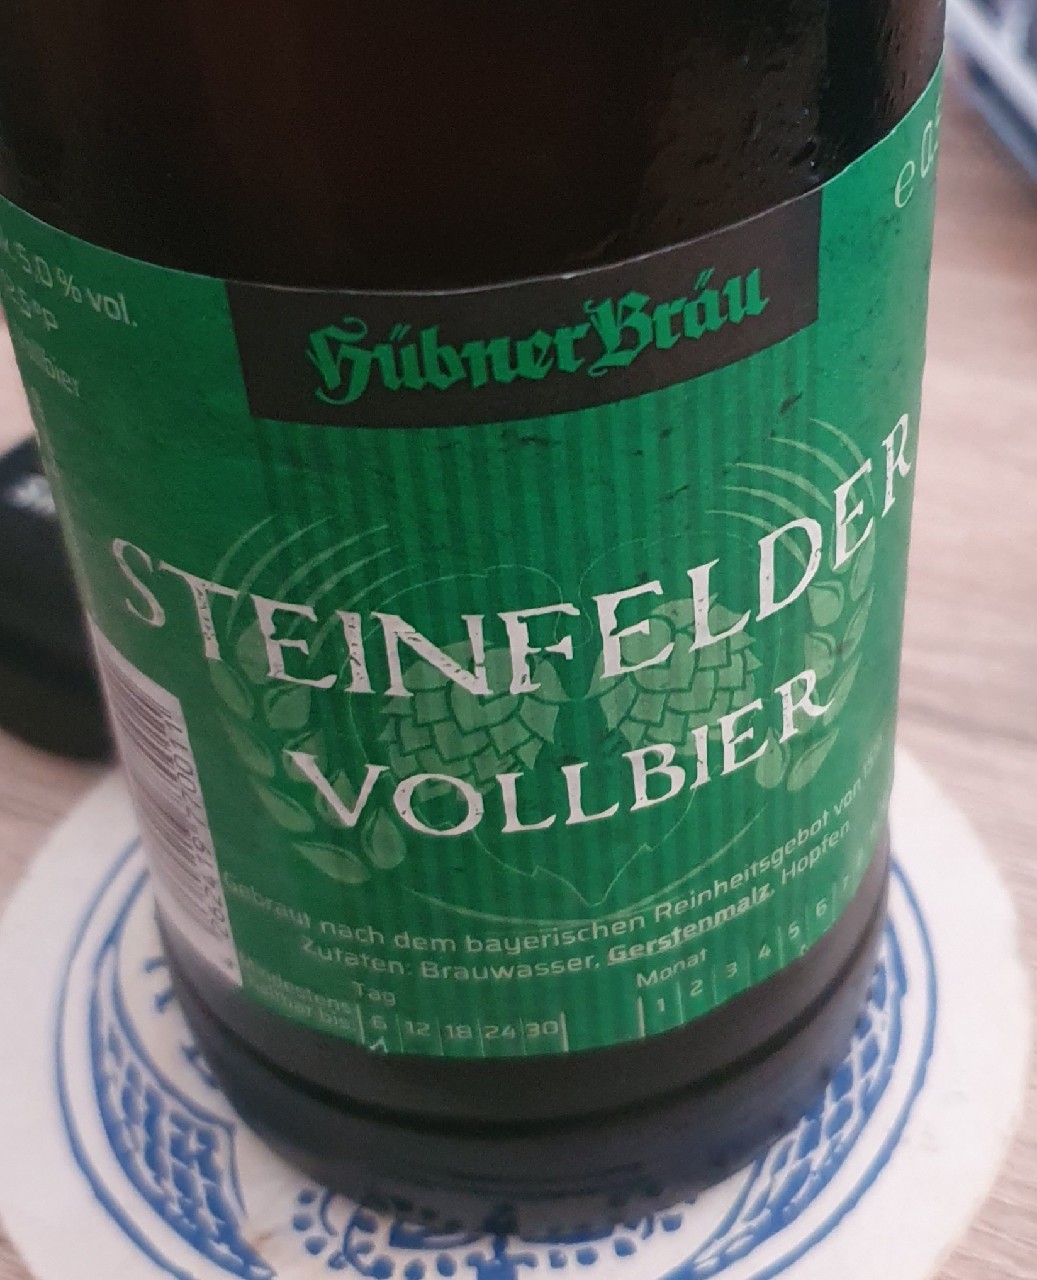 5,0 % vol.
HübnerBräu
STEINFELDER
VOLLBIER
Gebraut nach dem bayerischen Reinheitsgebot von
Zutaten: Brauwasser, Gerstenmalz, Hopfen
Tag
6 12 18 24 30
Monat
1 2 3 4 5 6 7